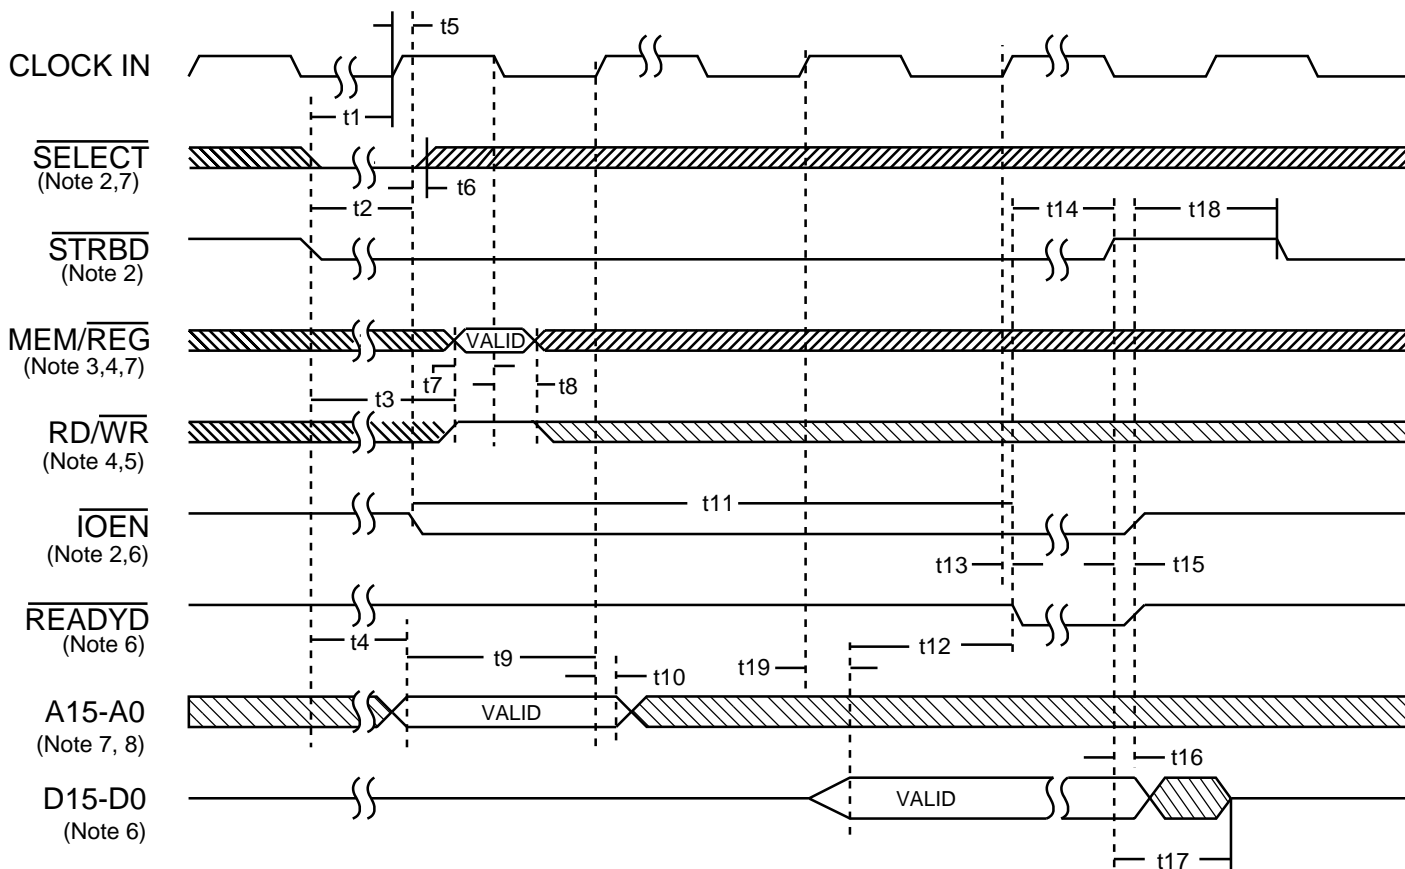 t5
CLOCK IN
t1
SELECT
(Note 2,7)
t6
t2
t14
t18
STRBD
(Note 2)
MEM/REG
VALID
(Note 3,4,7)
t7
t8
t3
RD/WR
(Note 4,5)
t11
IOEN
(Note 2,6)
t13
t15
READYD
(Note 6)
t4
t9
t12
t19
t10
A15-A0
VALID
(Note 7, 8)
t16
D15-D0
VALID
(Note 6)
t17